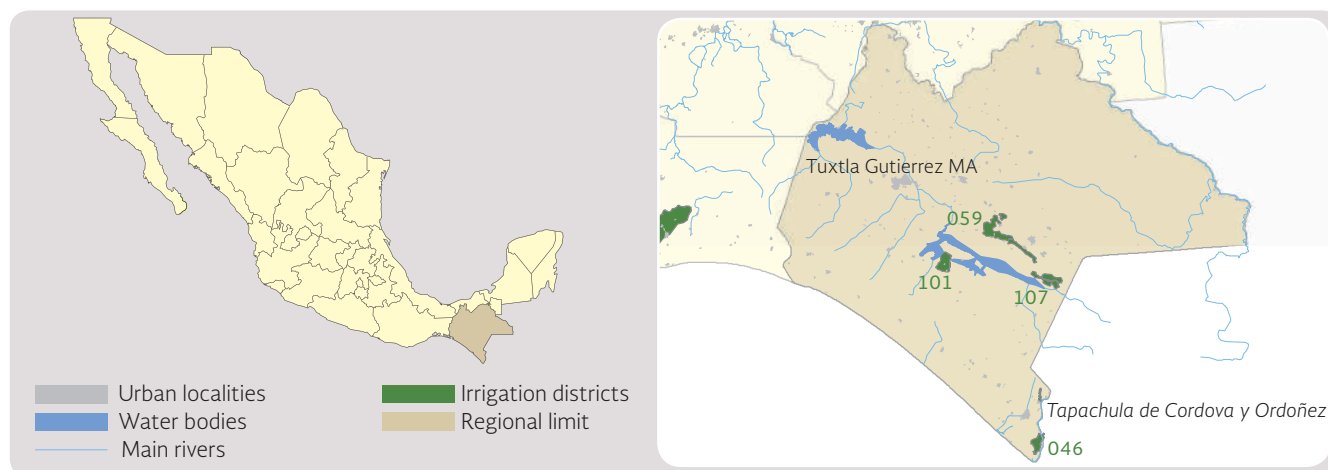 Urban localities
Water bodies
Main rivers
Irrigation districts
Regional limit
Tuxtla Gutierrez MA
059
101
107
Tapachula de Cordova y Ordoñez
046